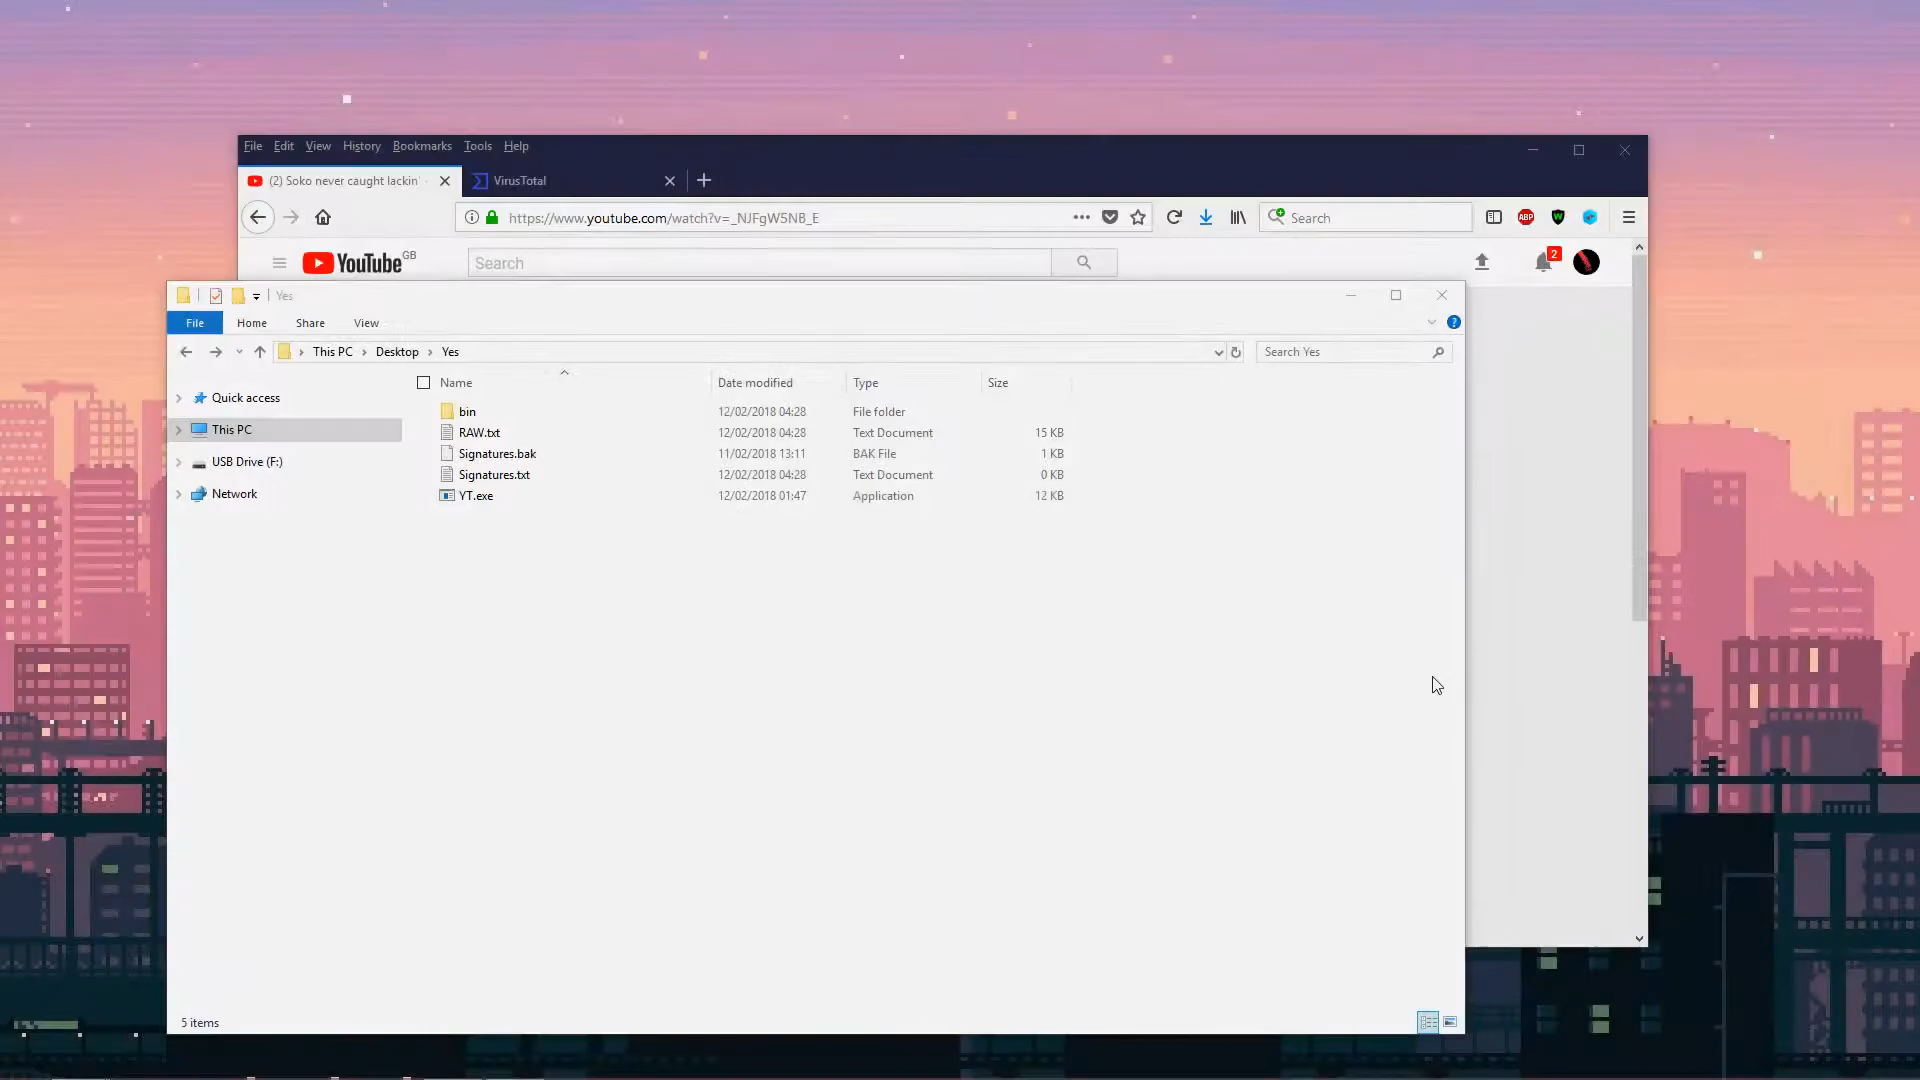 File Edit View History Bookmarks Tools Help
(2) Soko never caught lackin'
VirusTotal
https://www.youtube.com/watch?v=_NJFgW5NB_E
Search
ABP
W
YouTube GB
Search
2
Yes
File Home Share View
?
This PC > Desktop > Yes
Search Yes
Name Date modified Type Size
Quick access
This PC
USB Drive (F:)
Network
bin 12/02/2018 04:28 File folder
RAW.txt 12/02/2018 04:28 Text Document 15 KB
Signatures.bak 11/02/2018 13:11 BAK File 1 KB
Signatures.txt 12/02/2018 04:28 Text Document 0 KB
YT.exe 12/02/2018 01:47 Application 12 KB
5 items